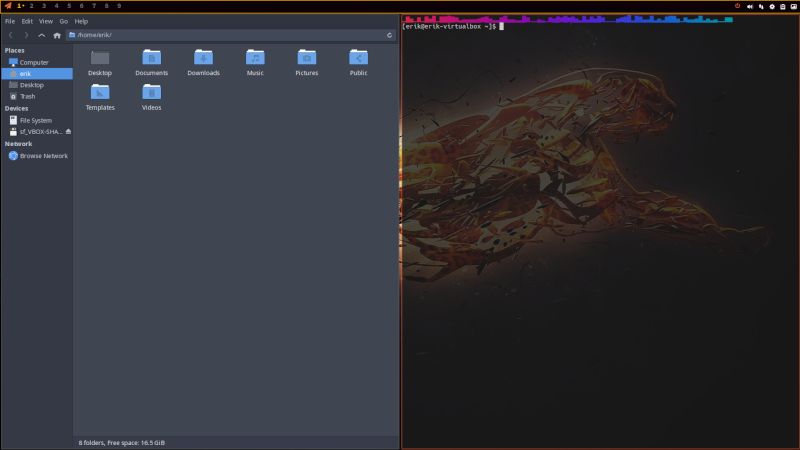 1 2 3 4 5 6 7 8 9
File Edit View Go Help
/home/erik/
Places
Computer
erik
Desktop
Trash
Devices
File System
sf_VBOX-SHA...
Network
Browse Network
Desktop Documents Downloads Music Pictures Public
Templates Videos
8 folders, Free space: 16.5 GiB
[erik@erik-virtualbox ~]$